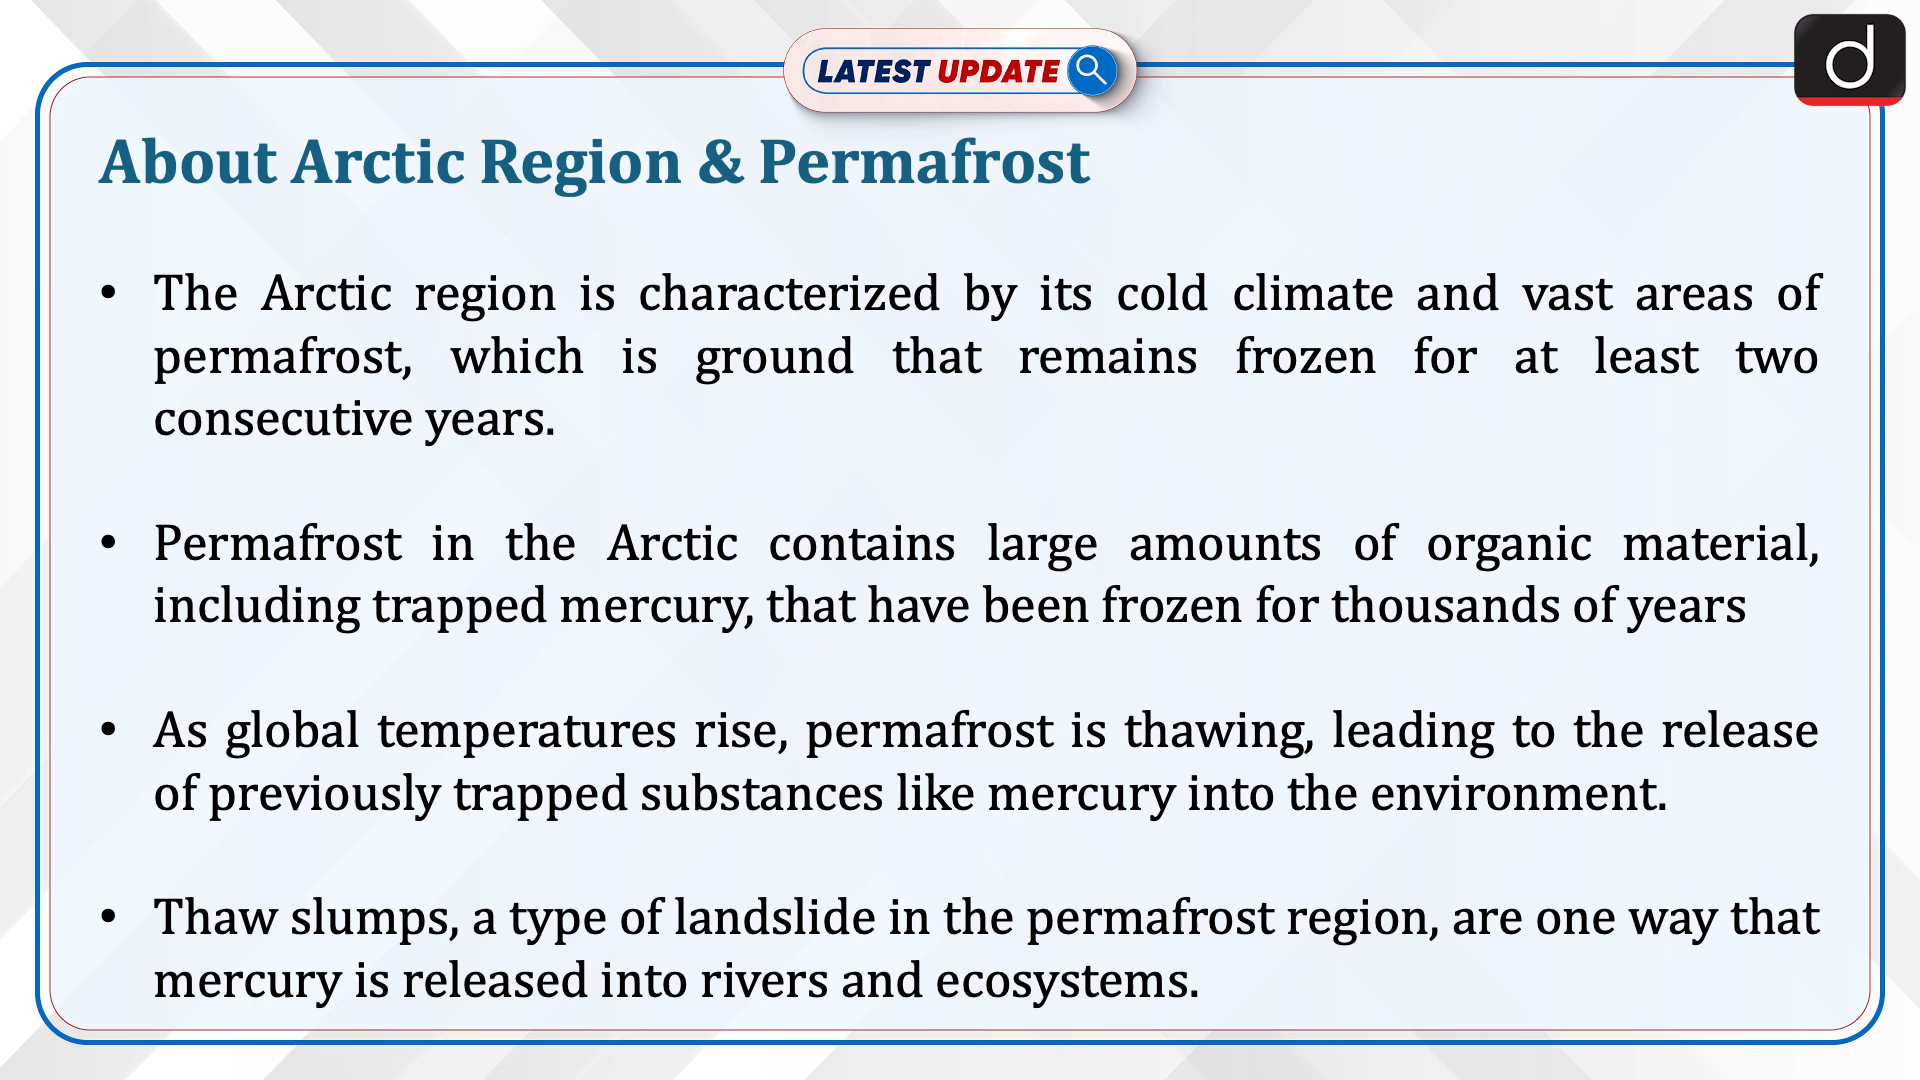 LATEST UPDATE
d
About Arctic Region & Permafrost
• The Arctic region is characterized by its cold climate and vast areas of
permafrost, which is ground that remains frozen for at least two
consecutive years.
• Permafrost in the Arctic contains large amounts of organic material,
including trapped mercury, that have been frozen for thousands of years
• As global temperatures rise, permafrost is thawing, leading to the release
of previously trapped substances like mercury into the environment.
• Thaw slumps, a type of landslide in the permafrost region, are one way that
mercury is released into rivers and ecosystems.